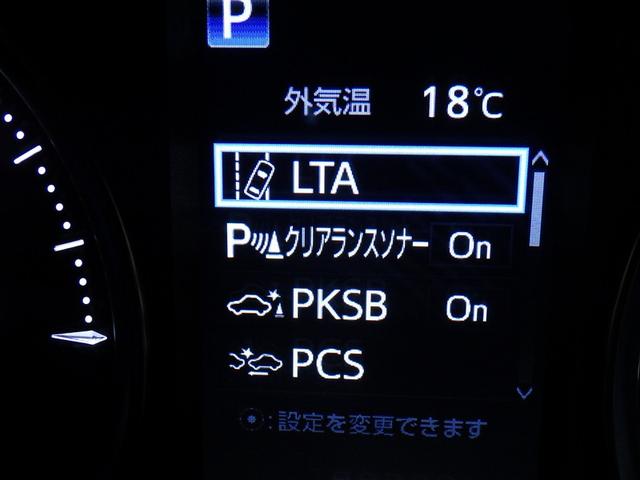 P
外気温 18℃
LTA
P クリアランスソナー On
PKSB On
PCS
:設定を変更できます